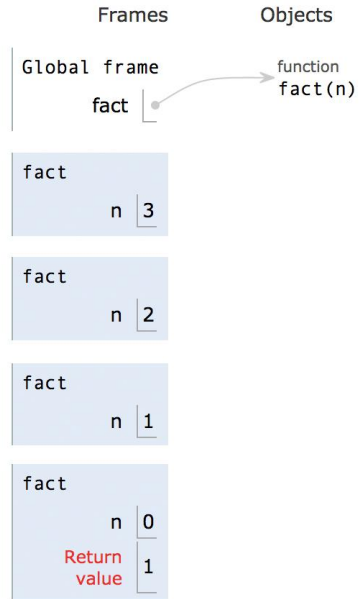 Frames Objects
Global frame function
fact fact(n)
fact
n 3
fact
n 2
fact
n 1
fact
n 0
Return
value 1